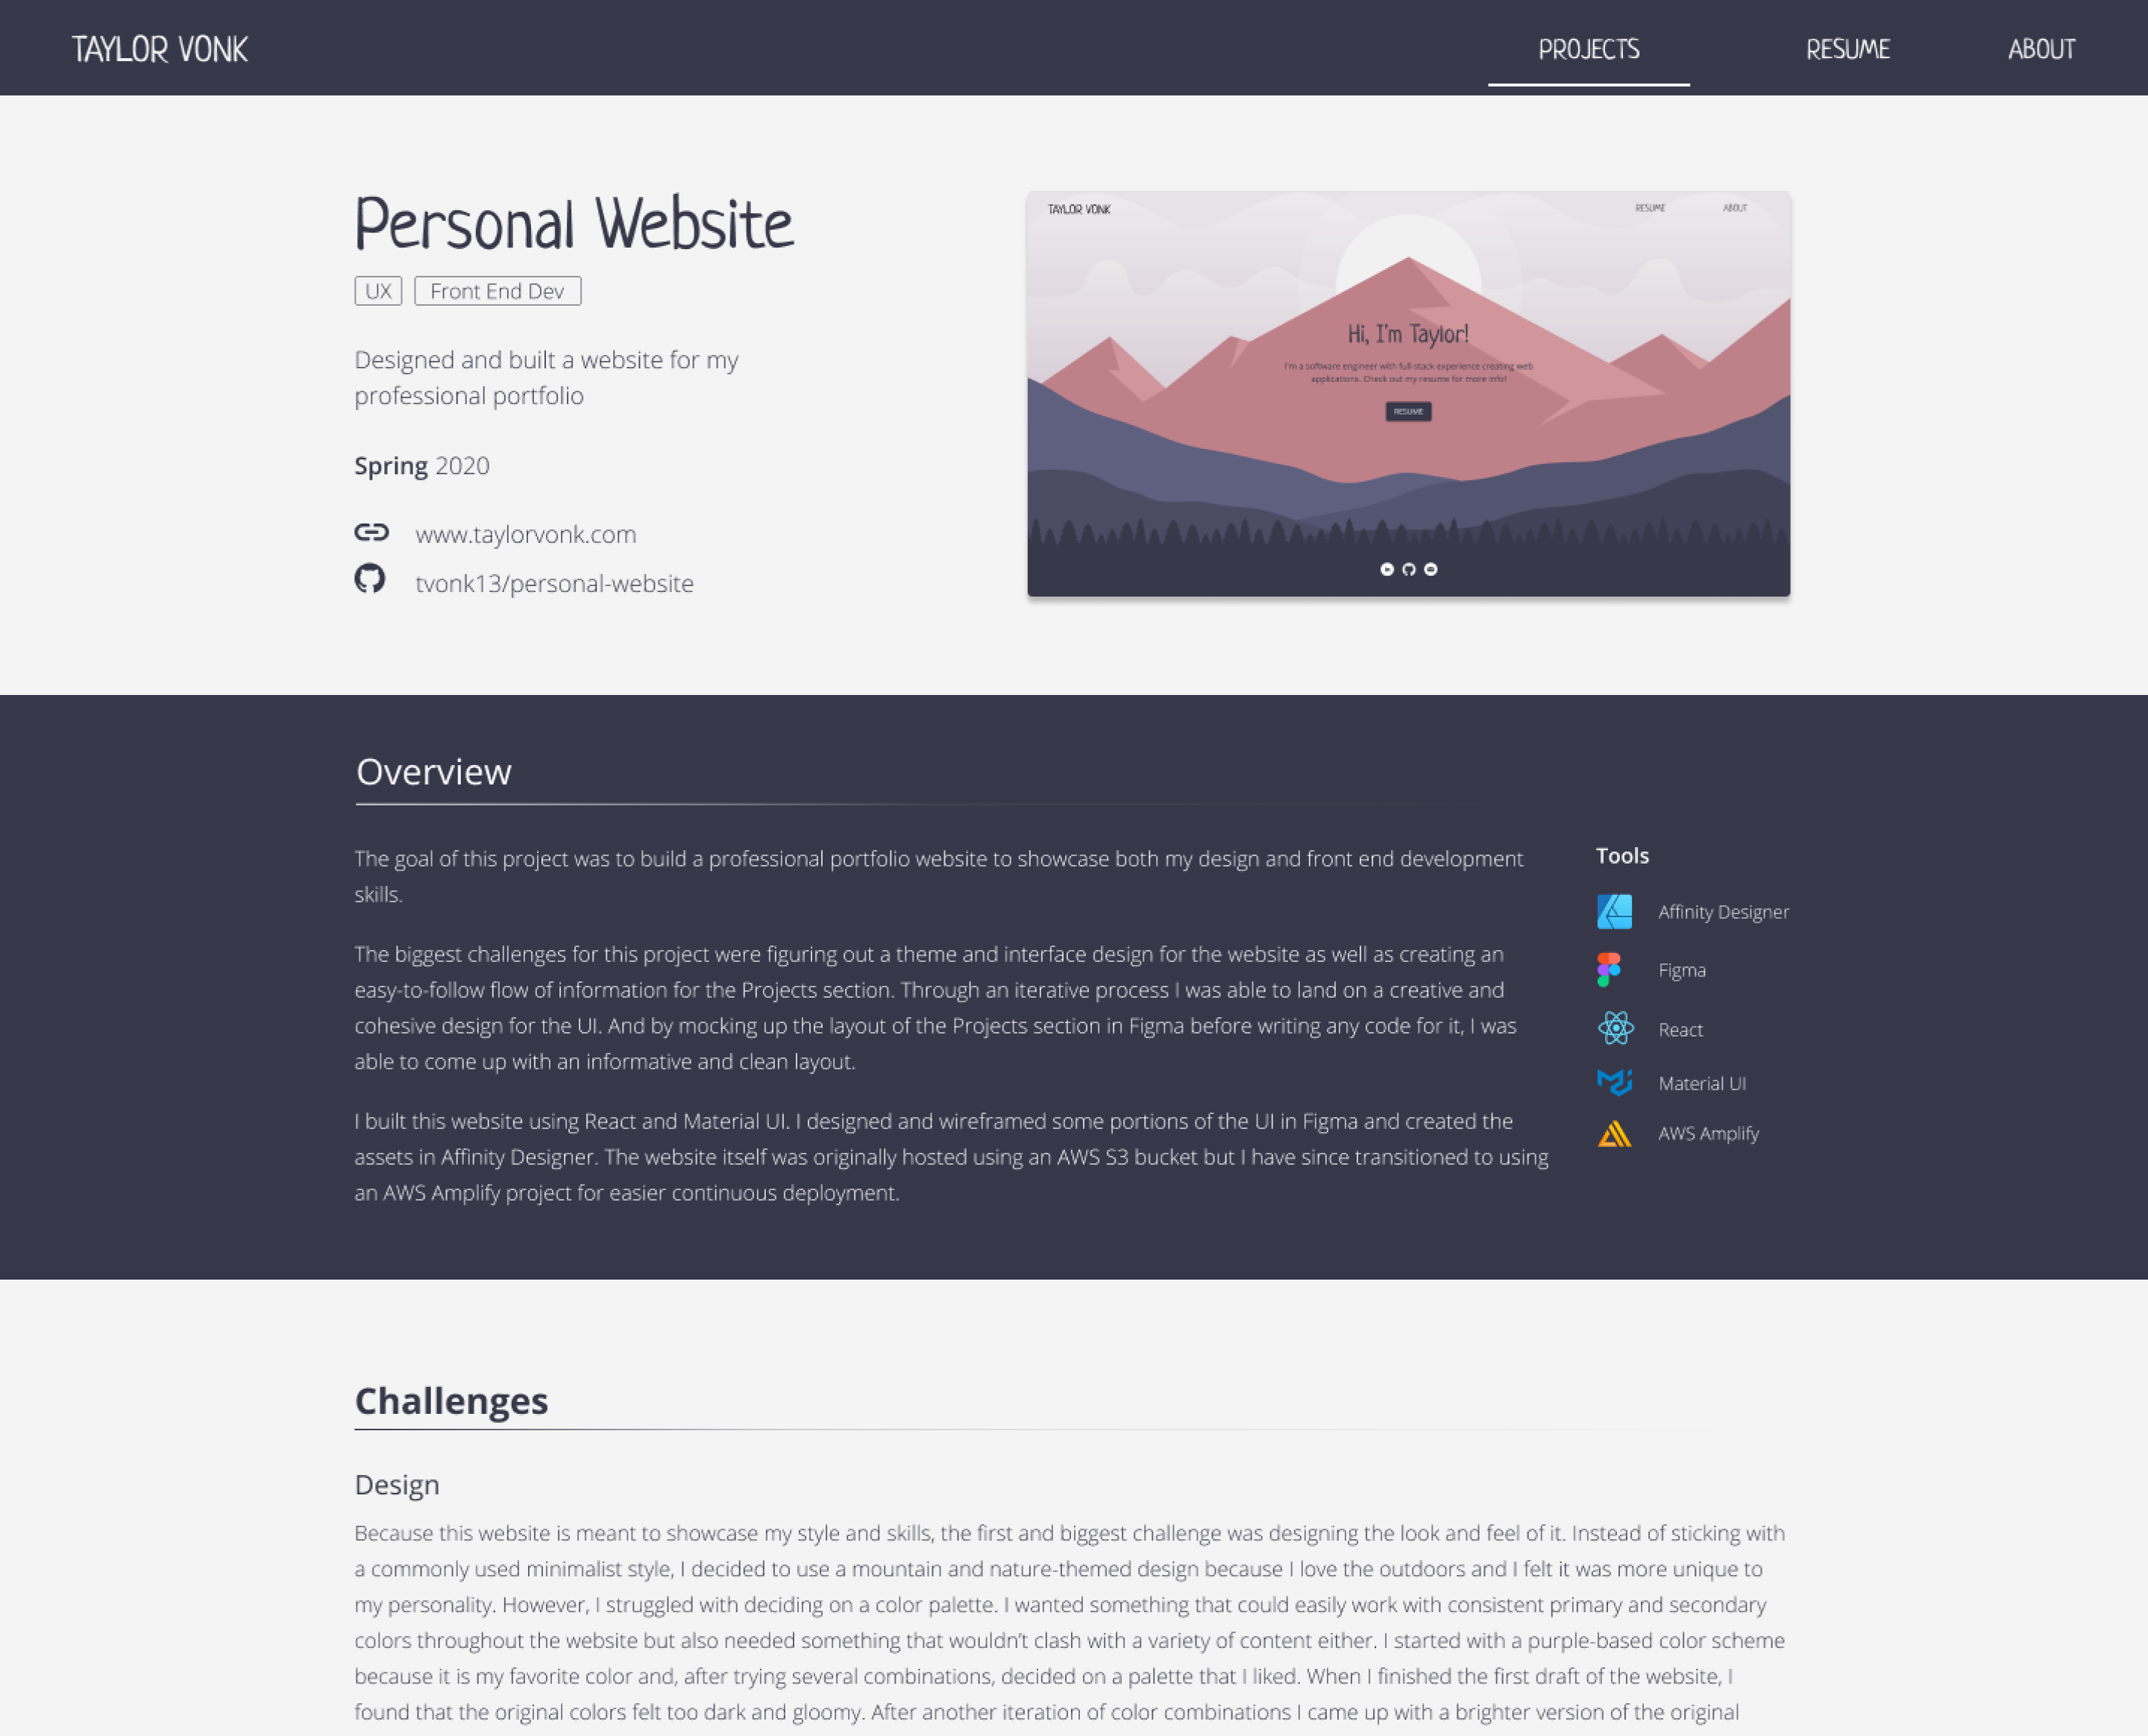 TAYLOR VONK
PROJECTS
RESUME
ABOUT
Personal Website
UX
Front End Dev
Designed and built a website for my
professional portfolio
Spring 2020
www.taylorvonk.com
tvonk13/personal-website
TAYLOR VONK
RESUME
ABOUT
Hi, I'm Taylor!
I'm a software engineer with full-stack experience creating web
applications. Check out my resume for more info!
RESUME
Overview
The goal of this project was to build a professional portfolio website to showcase both my design and front end development
skills.
The biggest challenges for this project were figuring out a theme and interface design for the website as well as creating an
easy-to-follow flow of information for the Projects section. Through an iterative process I was able to land on a creative and
cohesive design for the UI. And by mocking up the layout of the Projects section in Figma before writing any code for it, I was
able to come up with an informative and clean layout.
I built this website using React and Material UI. I designed and wireframed some portions of the UI in Figma and created the
assets in Affinity Designer. The website itself was originally hosted using an AWS S3 bucket but I have since transitioned to using
an AWS Amplify project for easier continuous deployment.
Tools
Affinity Designer
Figma
React
Material UI
AWS Amplify
Challenges
Design
Because this website is meant to showcase my style and skills, the first and biggest challenge was designing the look and feel of it. Instead of sticking with
a commonly used minimalist style, I decided to use a mountain and nature-themed design because I love the outdoors and I felt it was more unique to
my personality. However, I struggled with deciding on a color palette. I wanted something that could easily work with consistent primary and secondary
colors throughout the website but also needed something that wouldn't clash with a variety of content either. I started with a purple-based color scheme
because it is my favorite color and, after trying several combinations, decided on a palette that I liked. When I finished the first draft of the website, I
found that the original colors felt too dark and gloomy. After another iteration of color combinations I came up with a brighter version of the original